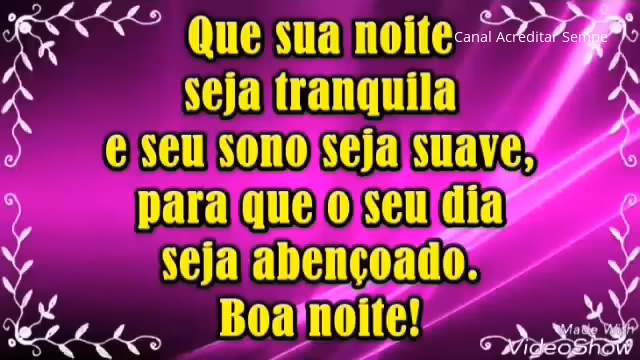 Que sua noite
Canal Acreditar Sempe
seja tranquila
e seu sono seja suave,
para que o seu dia
seja abençoado.
Boa noite!
Made With
VideoShow